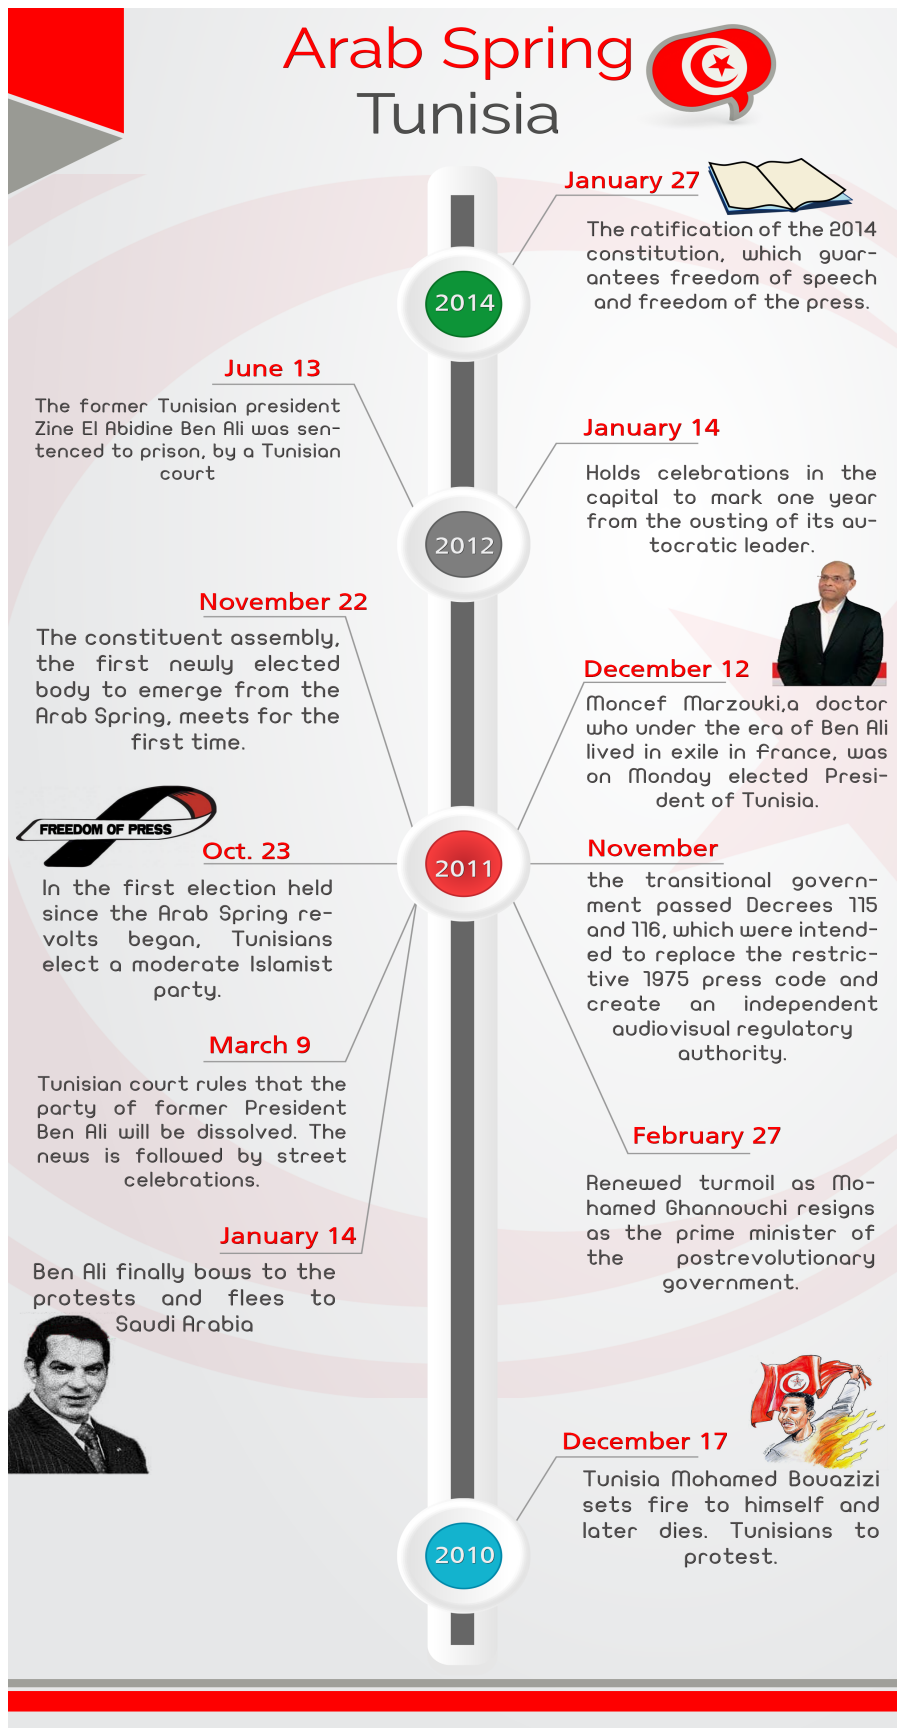 Arab Spring
Tunisia
January 27
The ratification of the 2014
constitution, which guar-
antees freedom of speech
and freedom of the press.
2014
June 13
The former Tunisian president
Zine El Abidine Ben Ali was sen-
tenced to prison, by a Tunisian
court
January 14
Holds celebrations in the
capital to mark one year
from the ousting of its au-
tocratic leader.
2012
November 22
The constituent assembly,
the first newly elected
body to emerge from the
Arab Spring, meets for the
first time.
December 12
Moncef Marzouki,a doctor
who under the era of Ben Ali
lived in exile in France, was
on Monday elected Presi-
dent of Tunisia.
FREEDOM OF PRESS
Oct. 23
In the first election held
since the Arab Spring re-
volts began, Tunisians
elect a moderate Islamist
party.
2011
November
the transitional govern-
ment passed Decrees 115
and 116, which were intend-
ed to replace the restric-
tive 1975 press code and
create an independent
audiovisual regulatory
authority.
March 9
Tunisian court rules that the
party of former President
Ben Ali will be dissolved. The
news is followed by street
celebrations.
February 27
Renewed turmoil as Mo-
hamed Ghannouchi resigns
as the prime minister of
the postrevolutionary
government.
January 14
Ben Ali finally bows to the
protests and flees to
Saudi Arabia
December 17
Tunisia Mohamed Bouazizi
sets fire to himself and
later dies. Tunisians to
protest.
2010